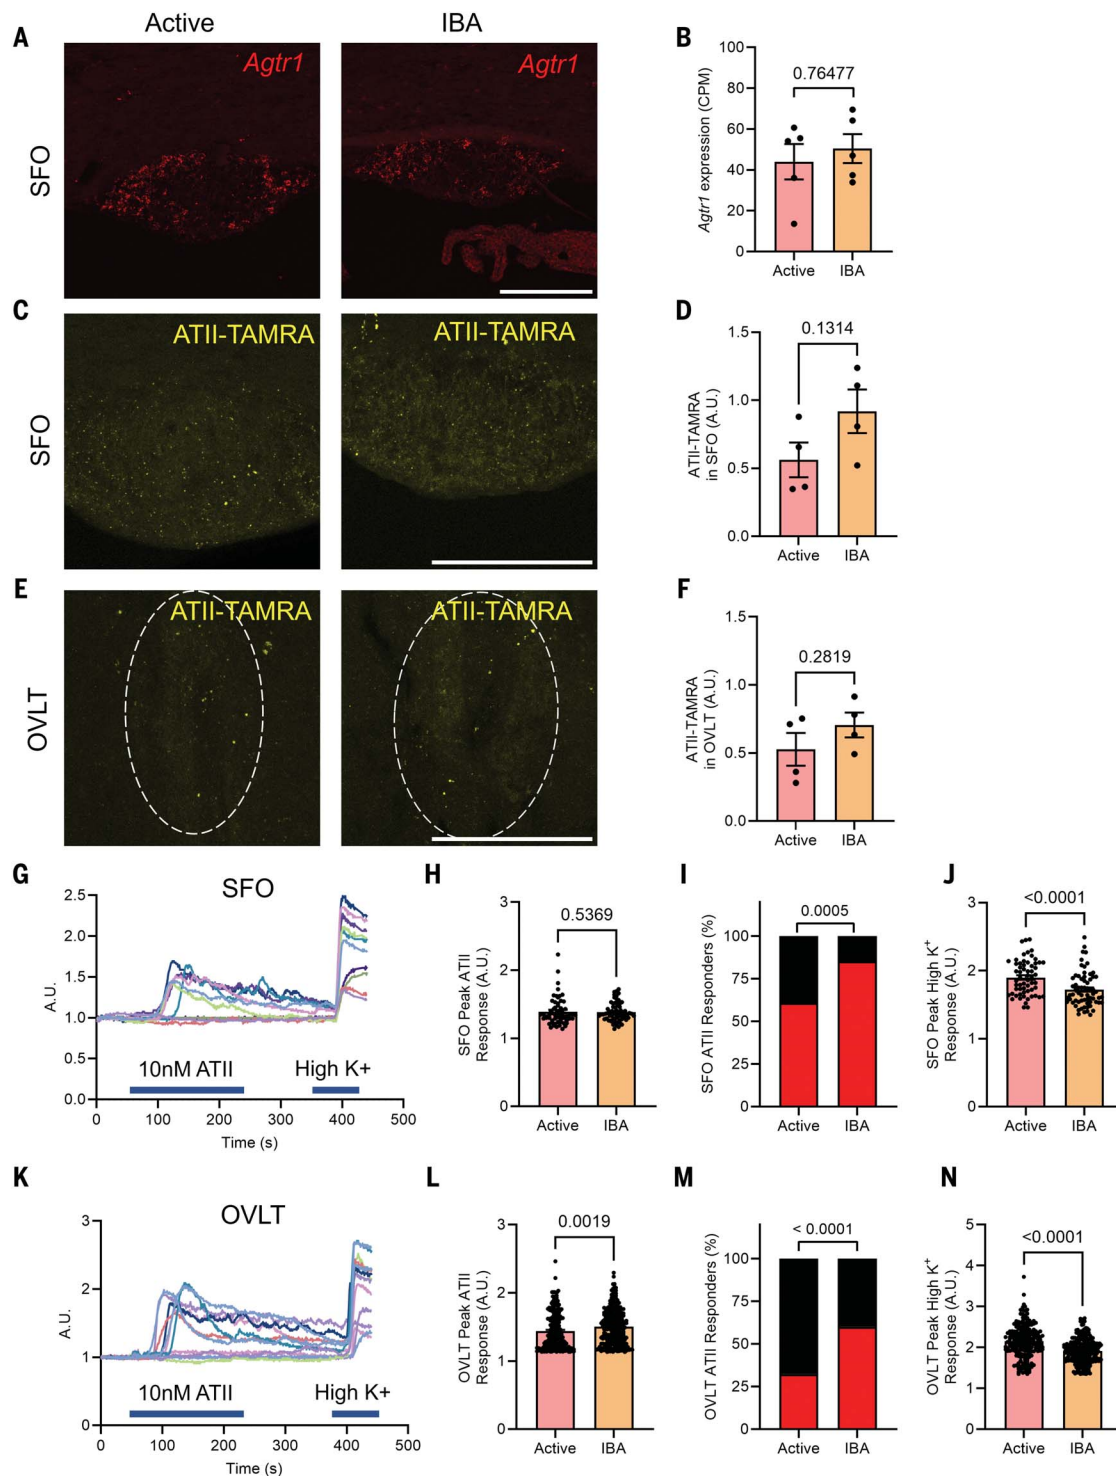 Active
IBA
A
Agtr1
Agtr1
SFO
B
100
80
60
40
20
0
Agtr1 expression (CPM)
0.76477
Active
IBA
C
ATII-TAMRA
ATII-TAMRA
SFO
D
1.5
1.0
0.5
0.0
ATII-TAMRA
in SFO (A.U.)
0.1314
Active
IBA
E
ATII-TAMRA
ATII-TAMRA
OVLT
F
1.5
1.0
0.5
0.0
ATII-TAMRA
in OVLT (A.U.)
0.2819
Active
IBA
G
SFO
2.5
2.0
1.5
1.0
0.5
0.0
A.U.
10nM ATII
High K+
0
100
200
300
400
500
Time (s)
H
3
2
1
0
SFO Peak ATII
Response (A.U.)
0.5369
Active
IBA
I
100
75
50
25
0
SFO ATII Responders (%)
0.0005
Active
IBA
J
3
2
1
0
SFO Peak High K⁺
Response (A.U.)
<0.0001
Active
IBA
K
OVLT
3
2
1
0
A.U.
10nM ATII
High K+
0
100
200
300
400
500
Time (s)
L
3
2
1
0
OVLT Peak ATII
Response (A.U.)
0.0019
Active
IBA
M
100
75
50
25
0
OVLT ATII Responders (%)
< 0.0001
Active
IBA
N
5
4
3
2
1
0
OVLT Peak High K⁺
Response (A.U.)
<0.0001
Active
IBA